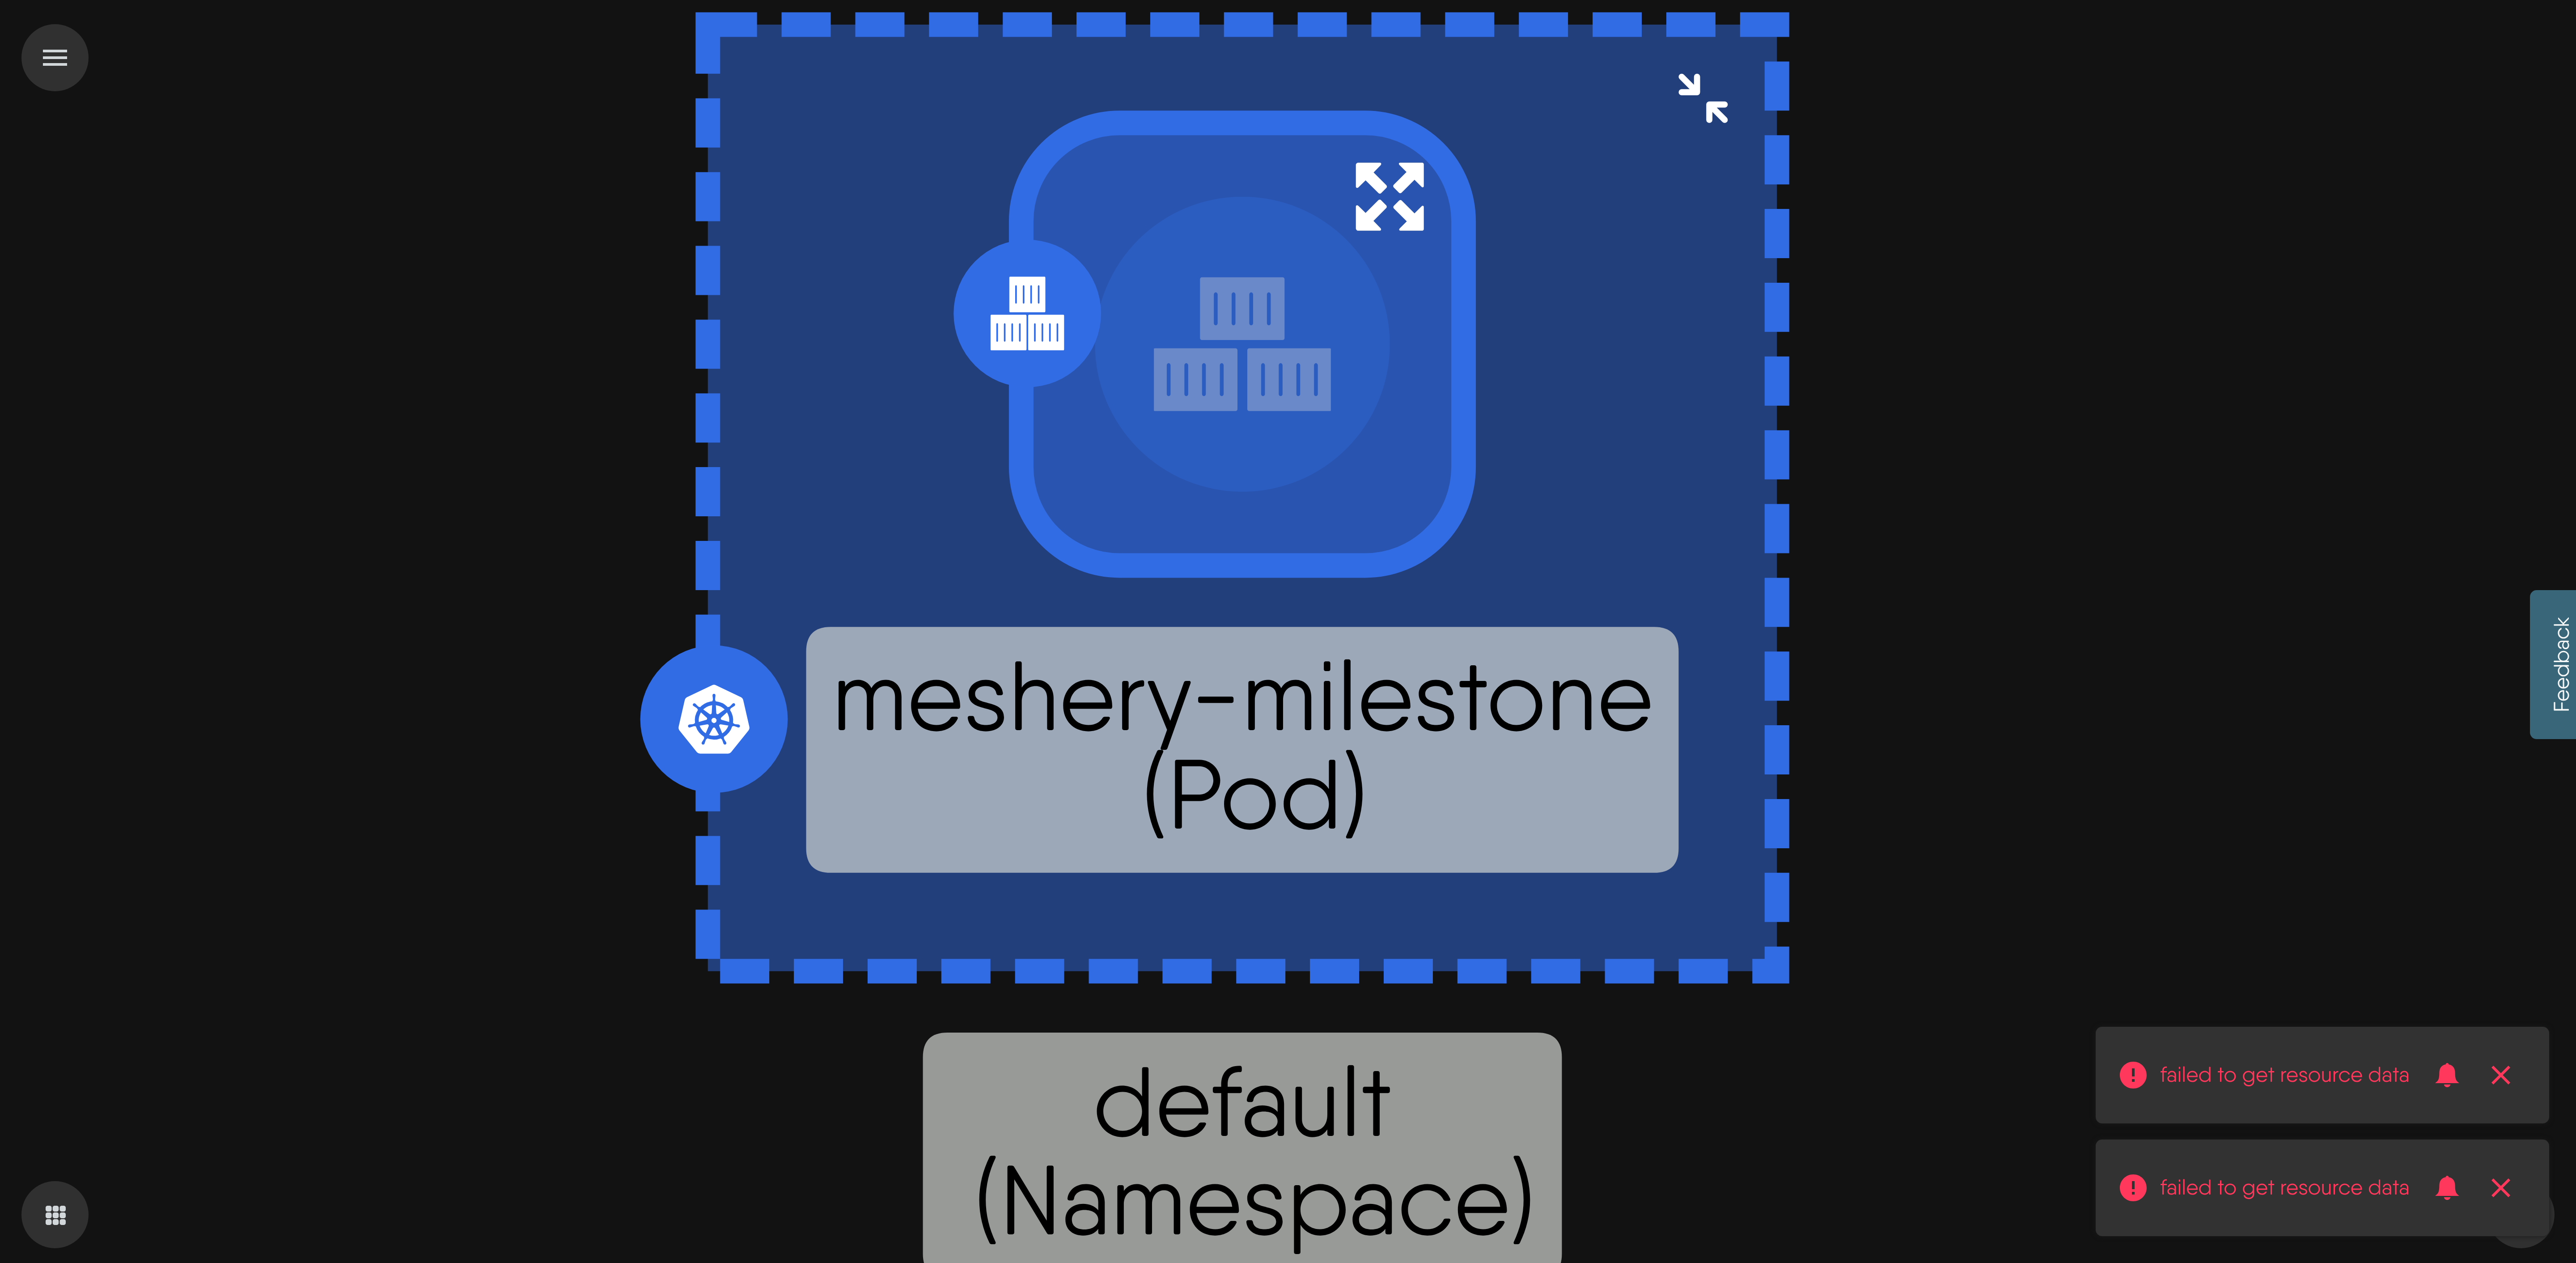 meshery-milestone
(Pod)
default
(Namespace)
Feedback
failed to get resource data
failed to get resource data